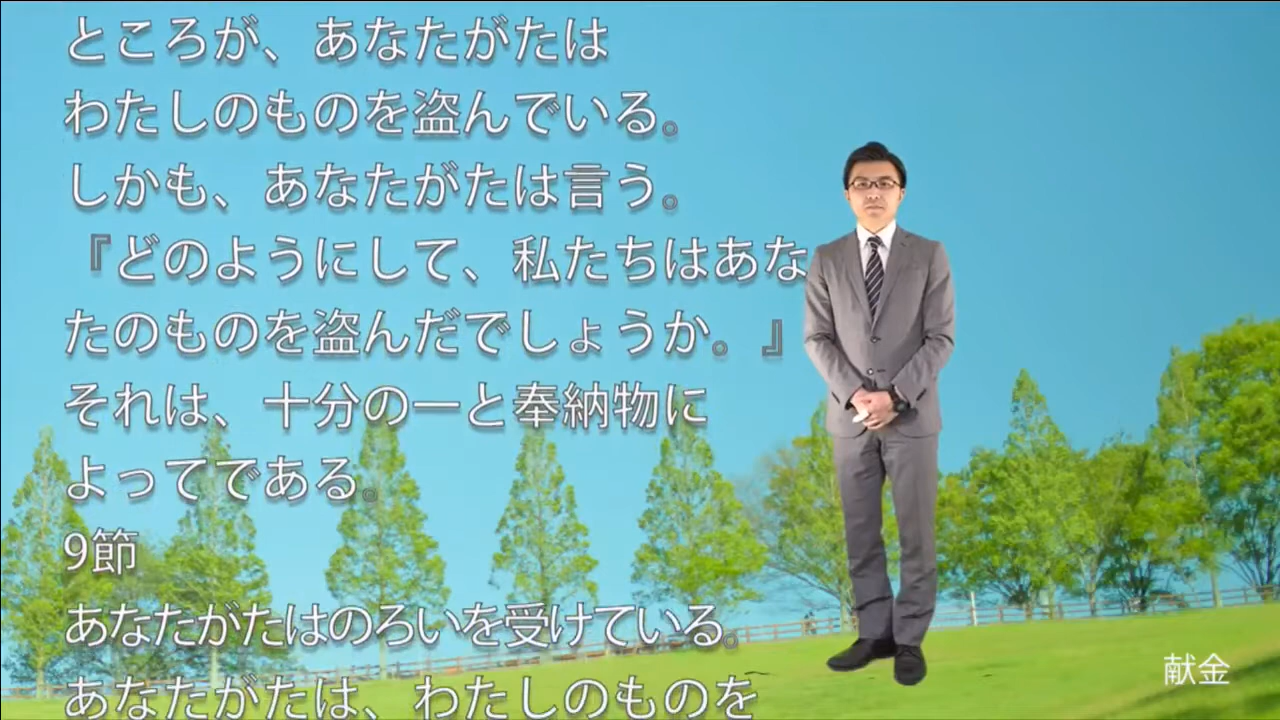 ところが、あなたがたは
わたしのものを盗んでいる。
しかも、あなたがたは言う。
『どのようにして、私たちはあな
たのものを盗んだでしょうか。』
それは、十分の一と奉納物に
よってである。
9節
あなたがたはのろいを受けている。
あなたがたは、わたしのものを
献金